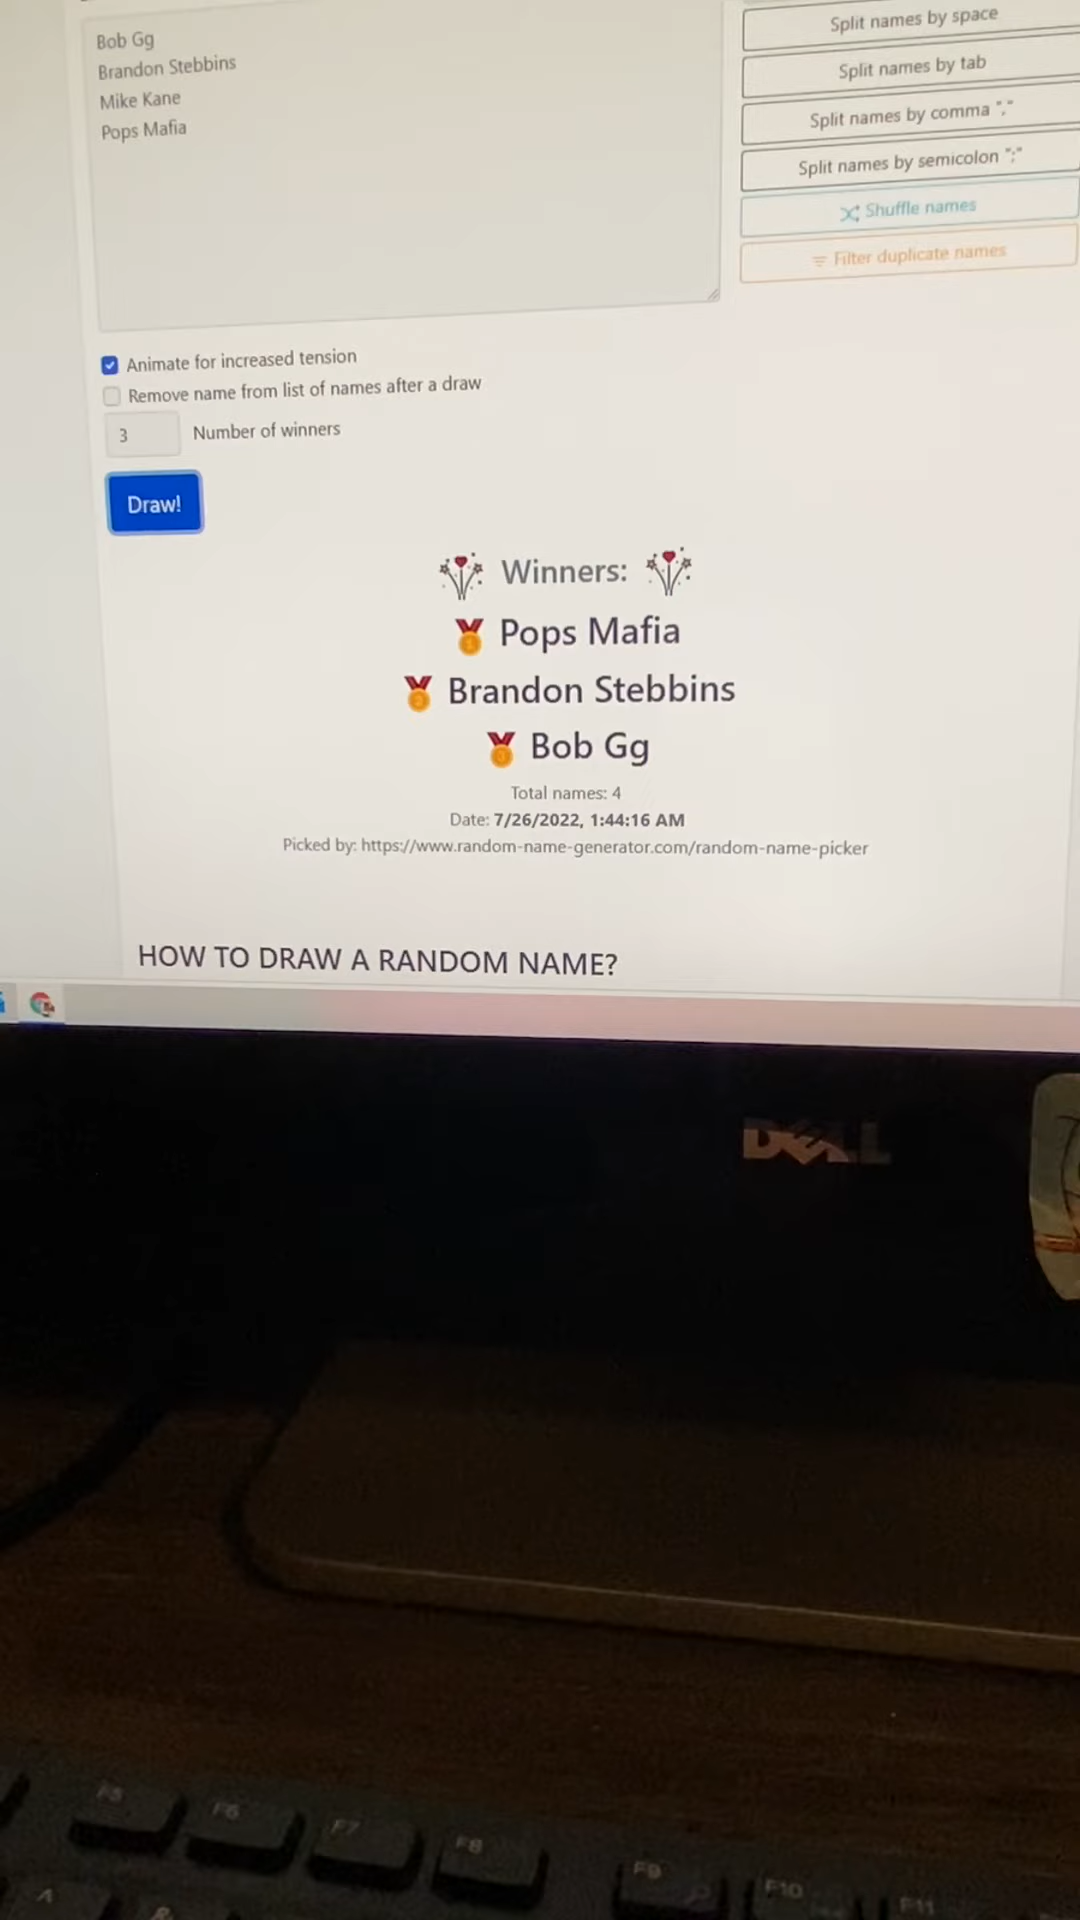 Bob Gg
Brandon Stebbins
Mike Kane
Pops Mafia
Split names by space
Split names by tab
Split names by comma ","
Split names by semicolon ";"
Shuffle names
Filter duplicate names
Animate for increased tension
Remove name from list of names after a draw
3 Number of winners
Draw!
Winners:
Pops Mafia
Brandon Stebbins
Bob Gg
Total names: 4
Date: 7/26/2022, 1:44:16 AM
Picked by: https://www.random-name-generator.com/random-name-picker
HOW TO DRAW A RANDOM NAME?
DELL
F5 F6 F7 F8 F9 F10 F11
&